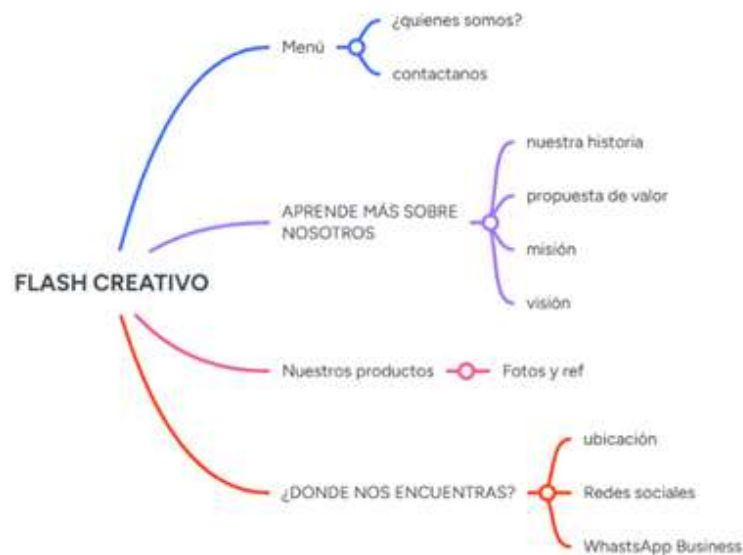 ¿quienes somos?
Menú
contactanos
nuestra historia
propuesta de valor
APRENDE MÁS SOBRE
NOSOTROS
misión
visión
FLASH CREATIVO
Nuestros productos
Fotos y ref
ubicación
¿DONDE NOS ENCUENTRAS?
Redes sociales
WhastsApp Business